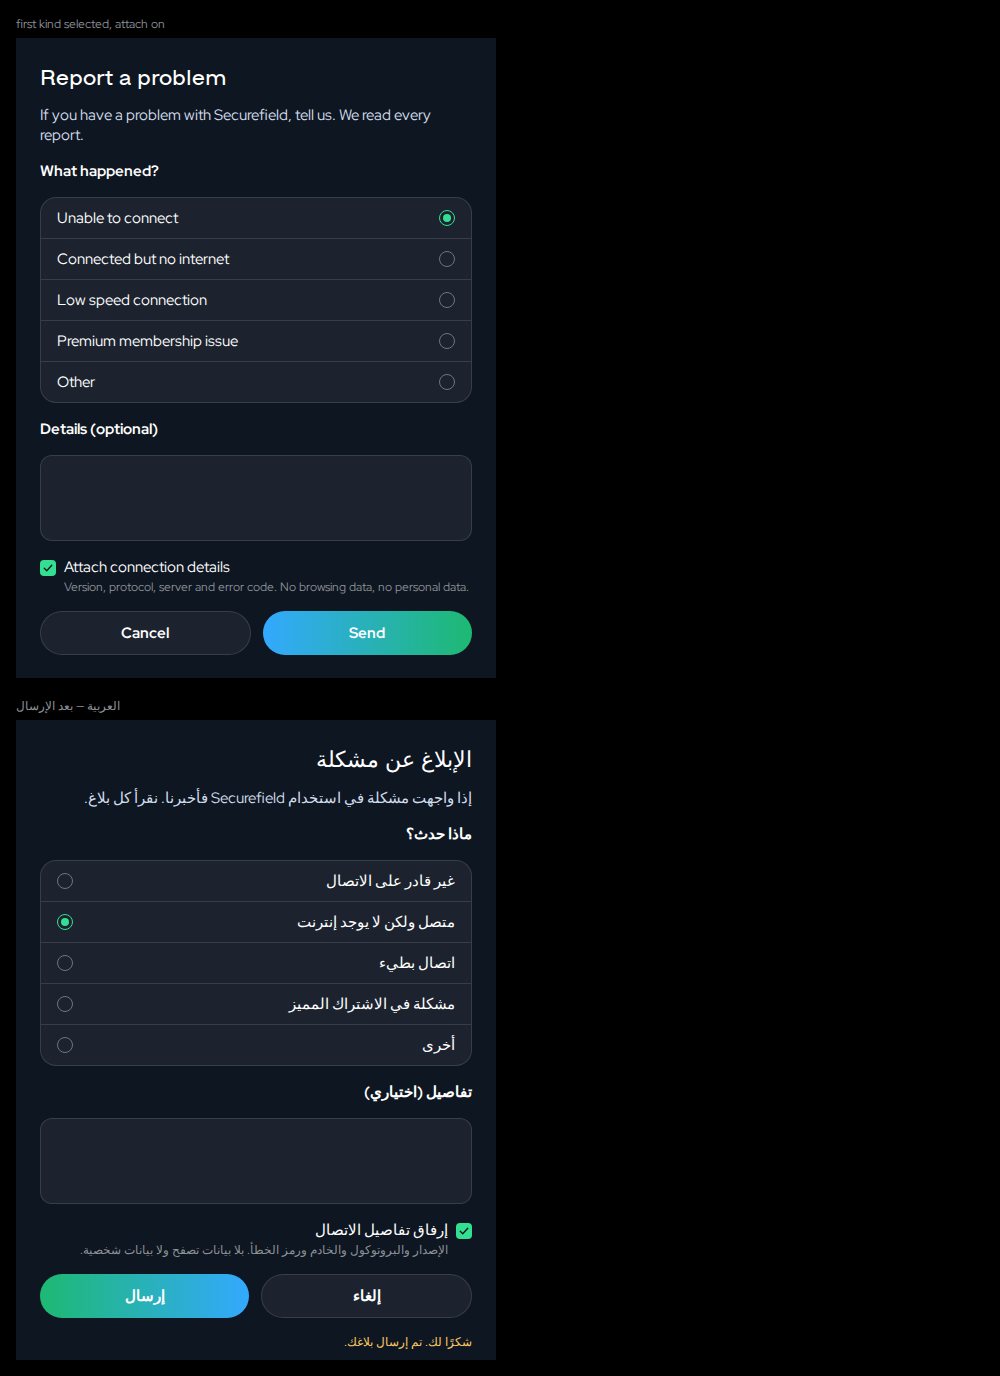 first kind selected, attach on
Report a problem
If you have a problem with Securefield, tell us. We read every
report.
What happened?
Unable to connect
Connected but no internet
Low speed connection
Premium membership issue
Other
Details (optional)
Attach connection details
Version, protocol, server and error code. No browsing data, no personal data.
Cancel
Send
العربية – بعد الإرسال
الإبلاغ عن مشكلة
إذا واجهت مشكلة في استخدام Securefield فأخبرنا. نقرأ كل بلاغ.
ماذا حدث؟
غير قادر على الاتصال
متصل ولكن لا يوجد إنترنت
اتصال بطيء
مشكلة في الاشتراك المميز
أخرى
تفاصيل (اختياري)
إرفاق تفاصيل الاتصال
الإصدار والبروتوكول والخادم ورمز الخطأ. بلا بيانات تصفح ولا بيانات شخصية.
إلغاء
إرسال
شكرًا لك. تم إرسال بلاغك.